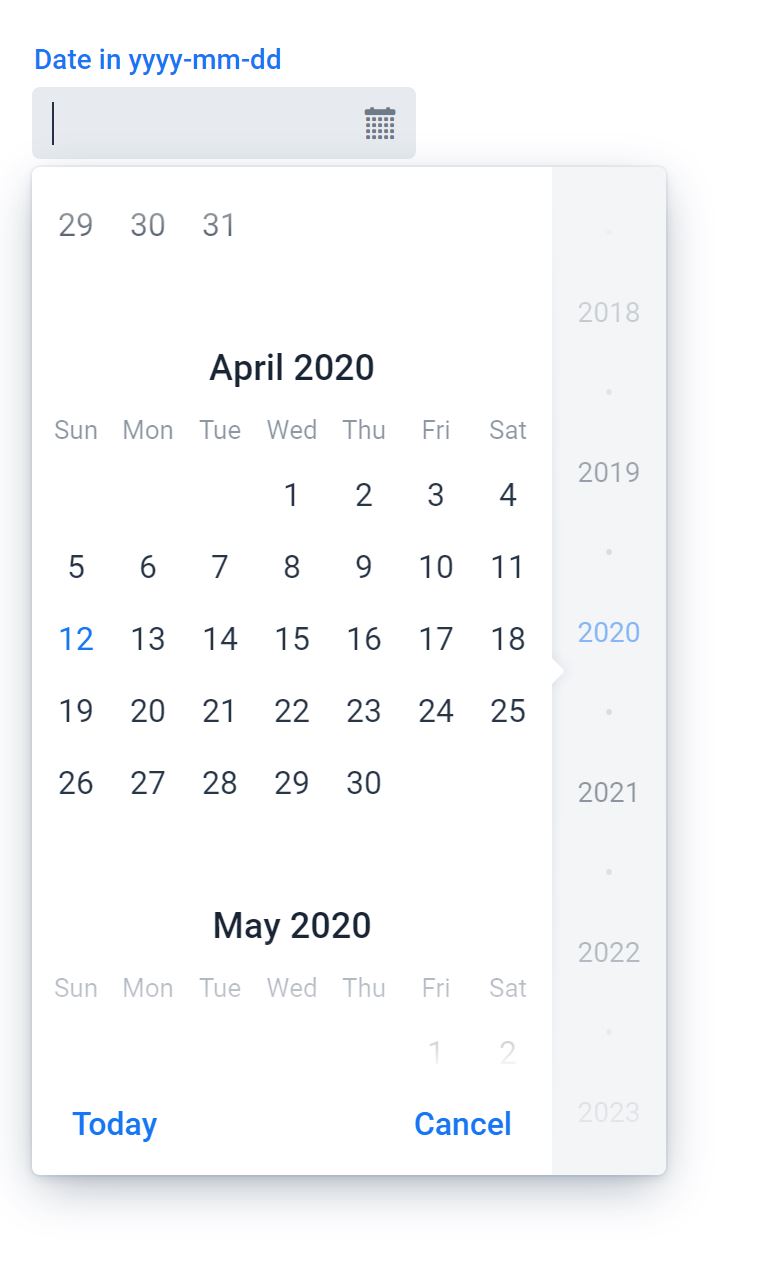 Date in yyyy-mm-dd
29 30 31
April 2020
Sun Mon Tue Wed Thu Fri Sat
1 2 3 4
5 6 7 8 9 10 11
12 13 14 15 16 17 18
19 20 21 22 23 24 25
26 27 28 29 30
May 2020
Sun Mon Tue Wed Thu Fri Sat
1 2
Today Cancel
2018
2019
2020
2021
2022
2023